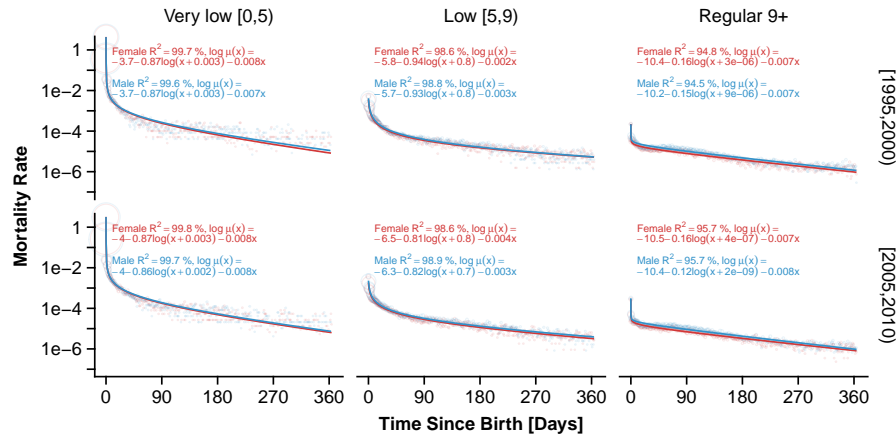 Very low [0,5)
Low [5,9)
Regular 9+
Female R² = 99.7 %, log μ(x) =
−3.7−0.87log(x+0.003)−0.008x
Male R² = 99.6 %, log μ(x) =
−3.7−0.87log(x+0.003)−0.007x
Female R² = 98.6 %, log μ(x) =
−5.8−0.94log(x+0.8)−0.002x
Male R² = 98.8 %, log μ(x) =
−5.7−0.93log(x+0.8)−0.003x
Female R² = 94.8 %, log μ(x) =
−10.4−0.16log(x+3e−06)−0.007x
Male R² = 94.5 %, log μ(x) =
−10.2−0.15log(x+9e−06)−0.007x
[1995,2000)
1
1e−2
1e−4
1e−6
Mortality Rate
Female R² = 99.8 %, log μ(x) =
−4−0.87log(x+0.003)−0.008x
Male R² = 99.7 %, log μ(x) =
−4−0.86log(x+0.002)−0.008x
Female R² = 98.6 %, log μ(x) =
−6.5−0.81log(x+0.8)−0.004x
Male R² = 98.9 %, log μ(x) =
−6.3−0.82log(x+0.7)−0.003x
Female R² = 95.7 %, log μ(x) =
−10.5−0.16log(x+4e−07)−0.007x
Male R² = 95.7 %, log μ(x) =
−10.4−0.12log(x+2e−09)−0.008x
[2005,2010)
1
1e−2
1e−4
1e−6
0 90 180 270 360
0 90 180 270 360
0 90 180 270 360
Time Since Birth [Days]